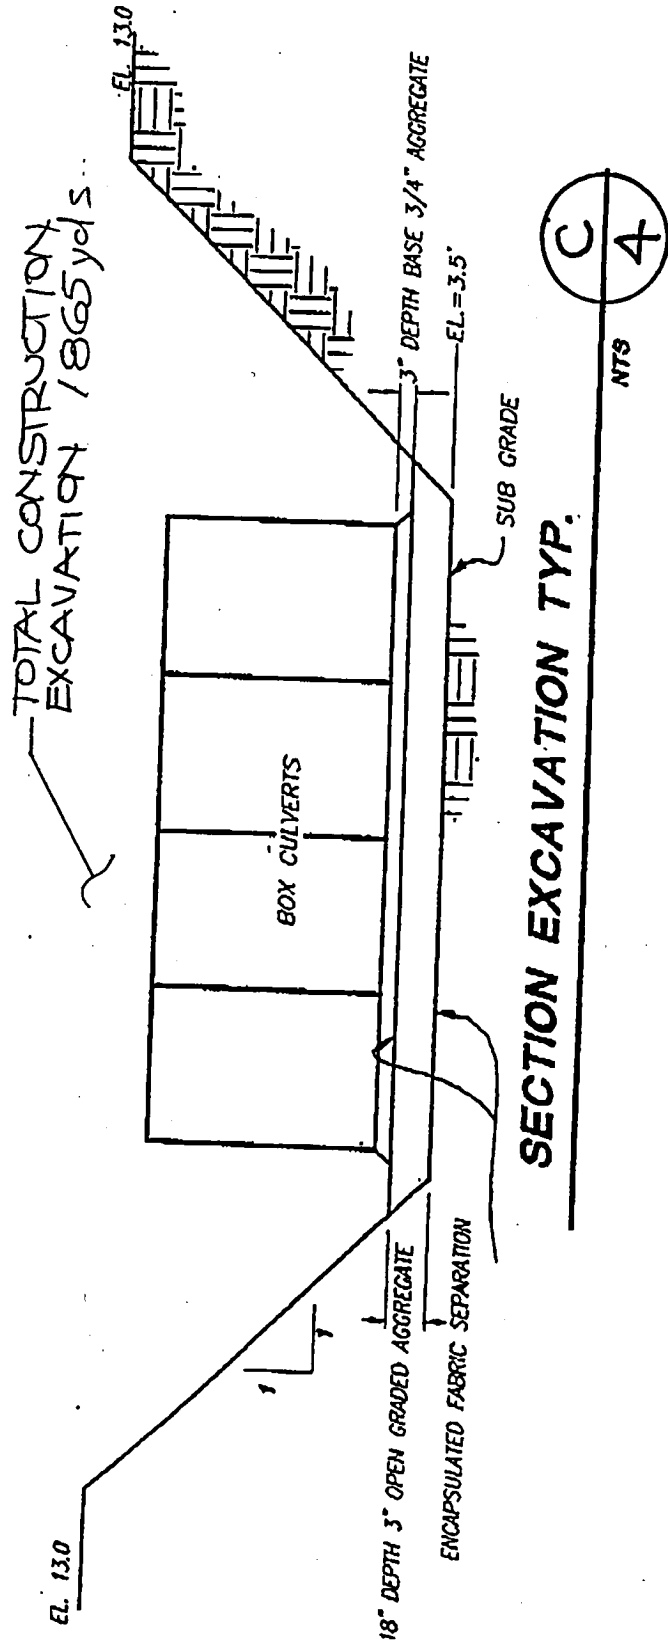 TOTAL CONSTRUCTION
EXCAVATION 1865 yds...
EL. 13.0
EL. 13.0
BOX CULVERTS
1
1
3" DEPTH BASE 3/4" AGGREGATE
EL.=3.5'
SUB GRADE
18" DEPTH 3" OPEN GRADED AGGREGATE
ENCAPSULATED FABRIC SEPARATION
SECTION EXCAVATION TYP.
NTS
C
4